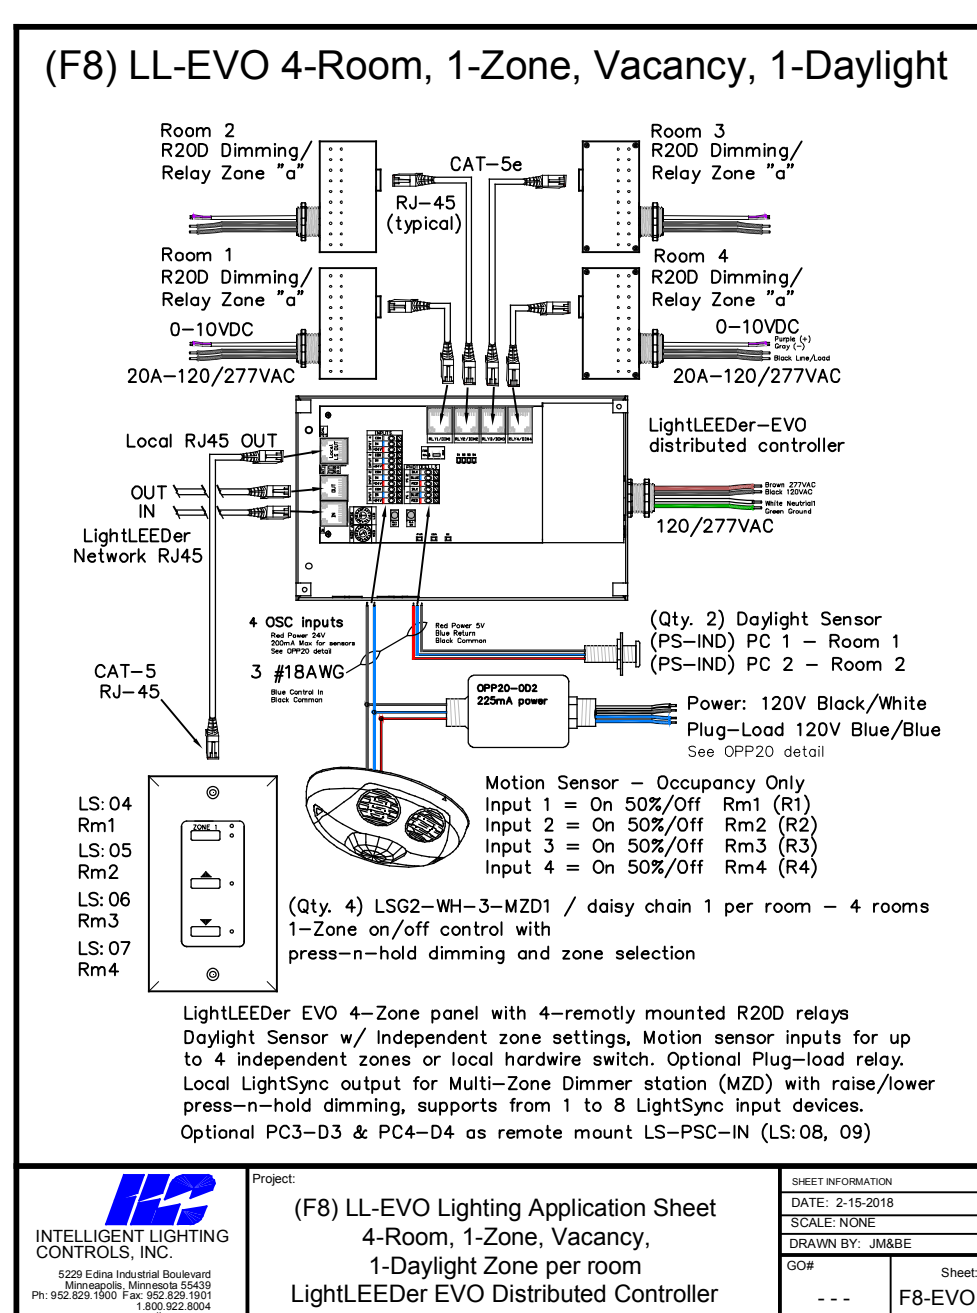 (F8) LL-EVO 4-Room, 1-Zone, Vacancy, 1-Daylight
Room 2
R20D Dimming/
Relay Zone "a"
CAT-5e
RJ-45
(typical)
Room 3
R20D Dimming/
Relay Zone "a"
Room 1
R20D Dimming/
Relay Zone "a"
0-10VDC
20A-120/277VAC
Room 4
R20D Dimming/
Relay Zone "a"
0-10VDC
Purple (+)
Gray (-)
Black Line/Load
20A-120/277VAC
RLY1/DIM1
RLY2/DIM2
RLY3/DIM3
RLY4/DIM4
INPUTS
Local
LS OUT
OUT
IN
Local RJ45 OUT
OUT
IN
LightLEEDer
Network RJ45
LightLEEDer-EVO
distributed controller
Brown 277VAC
Black 120VAC
White Neutrial1
Green Ground
120/277VAC
4 OSC inputs
Red Power 24V
200mA Max for sensors
See OPP20 detail
3 #18AWG
Blue Control In
Black Common
Red Power 5V
Blue Return
Black Common
(Qty. 2) Daylight Sensor
(PS-IND) PC 1 - Room 1
(PS-IND) PC 2 - Room 2
CAT-5
RJ-45
OPP20-OD2
225mA power
Power: 120V Black/White
Plug-Load 120V Blue/Blue
See OPP20 detail
Motion Sensor - Occupancy Only
Input 1 = On 50%/Off Rm1 (R1)
Input 2 = On 50%/Off Rm2 (R2)
Input 3 = On 50%/Off Rm3 (R3)
Input 4 = On 50%/Off Rm4 (R4)
LS: 04
Rm1
LS: 05
Rm2
LS: 06
Rm3
LS: 07
Rm4
ZONE 1
(Qty. 4) LSG2-WH-3-MZD1 / daisy chain 1 per room - 4 rooms
1-Zone on/off control with
press-n-hold dimming and zone selection
LightLEEDer EVO 4-Zone panel with 4-remotly mounted R20D relays
Daylight Sensor w/ Independent zone settings, Motion sensor inputs for up
to 4 independent zones or local hardwire switch. Optional Plug-load relay.
Local LightSync output for Multi-Zone Dimmer station (MZD) with raise/lower
press-n-hold dimming, supports from 1 to 8 LightSync input devices.
Optional PC3-D3 & PC4-D4 as remote mount LS-PSC-IN (LS: 08, 09)
INTELLIGENT LIGHTING
CONTROLS, INC.
5229 Edina Industrial Boulevard
Minneapolis, Minnesota 55439
Ph: 952.829.1900 Fax: 952.829.1901
1.800.922.8004
Project:
(F8) LL-EVO Lighting Application Sheet
4-Room, 1-Zone, Vacancy,
1-Daylight Zone per room
LightLEEDer EVO Distributed Controller
SHEET INFORMATION
DATE: 2-15-2018
SCALE: NONE
DRAWN BY: JM&BE
GO#
- - -
Sheet:
F8-EVO